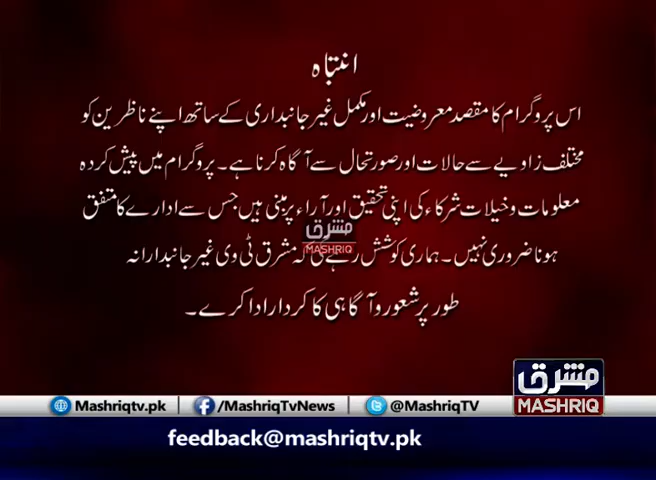 انتباہ
اس پروگرام کا مقصد معروضیت اور مکمل غیر جانبداری کے ساتھ اپنے ناظرین کو
مختلف زاویے سے حالات اور صورتحال سے آگاہ کرنا ہے۔ پروگرام میں پیش کردہ
معلومات و خیلات شرکاء کی اپنی تحقیق اور آراء پر مبنی ہیں جس سے ادارے کا متفق
ہونا ضروری نہیں۔ ہماری کوشش رہے گی کہ مشرق ٹی وی غیر جانبدارانہ
طور پر شعور و آگاہی کا کردار ادا کرے۔
مشرق
MASHRIQ
مشرق
MASHRIQ
Mashriqtv.pk
/MashriqTvNews
@MashriqTV
feedback@mashriqtv.pk